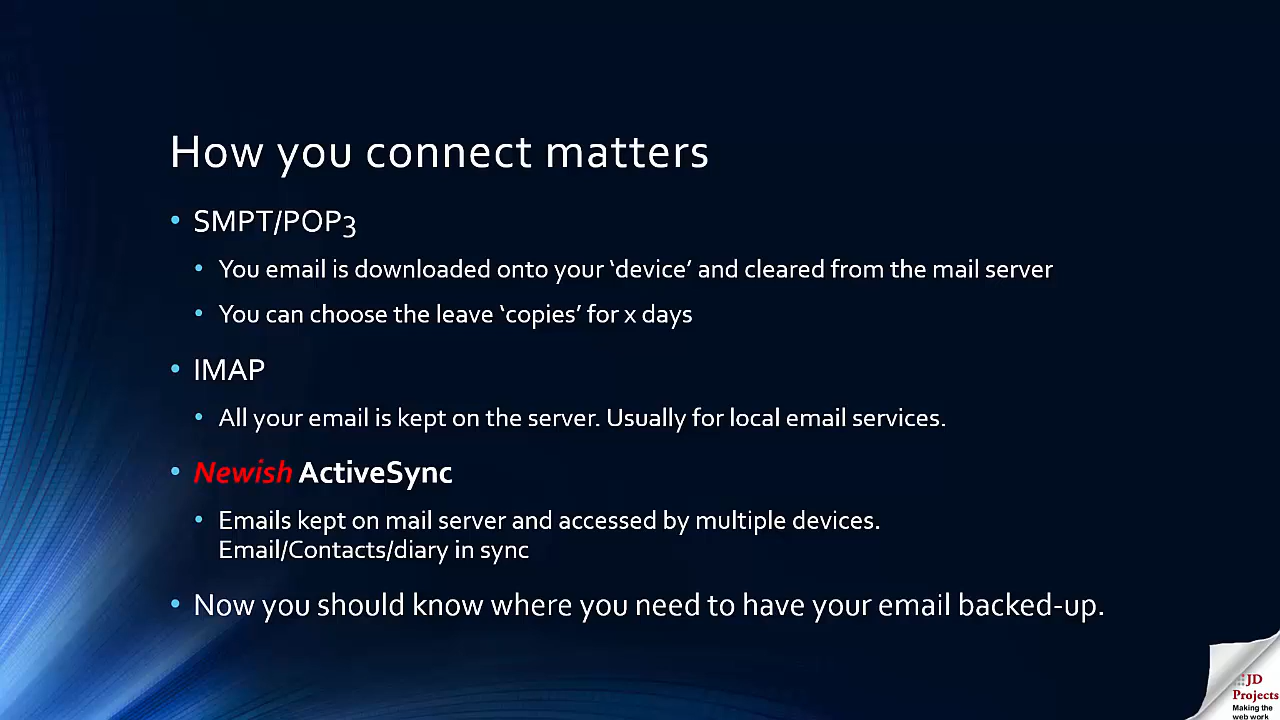 How you connect matters
• SMPT/POP3
• You email is downloaded onto your ‘device’ and cleared from the mail server
• You can choose the leave ‘copies’ for x days
• IMAP
• All your email is kept on the server. Usually for local email services.
• Newish ActiveSync
• Emails kept on mail server and accessed by multiple devices.
Email/Contacts/diary in sync
• Now you should know where you need to have your email backed-up.
JD
Projects
Making the
web work